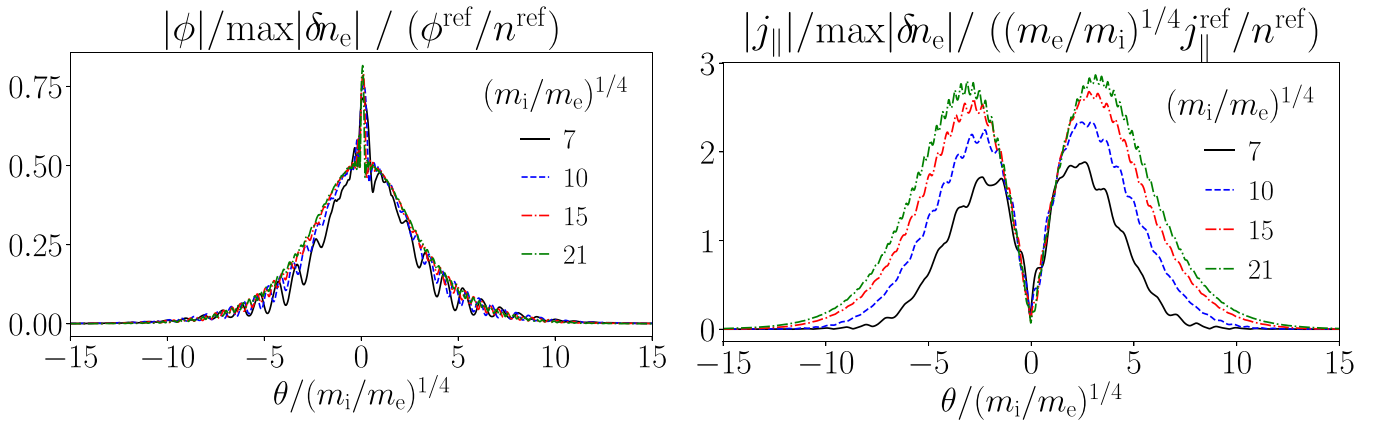 |ϕ|/max|δn_e| / (ϕ^ref/n^ref)
0.75
0.50
0.25
0.00
(m_i/m_e)^{1/4}
7
10
15
21
−15 −10 −5 0 5 10 15
θ/(m_i/m_e)^{1/4}
|j_∥|/max|δn_e|/ ((m_e/m_i)^{1/4} j_∥^ref/n^ref)
3
2
1
0
(m_i/m_e)^{1/4}
7
10
15
21
−15 −10 −5 0 5 10 15
θ/(m_i/m_e)^{1/4}